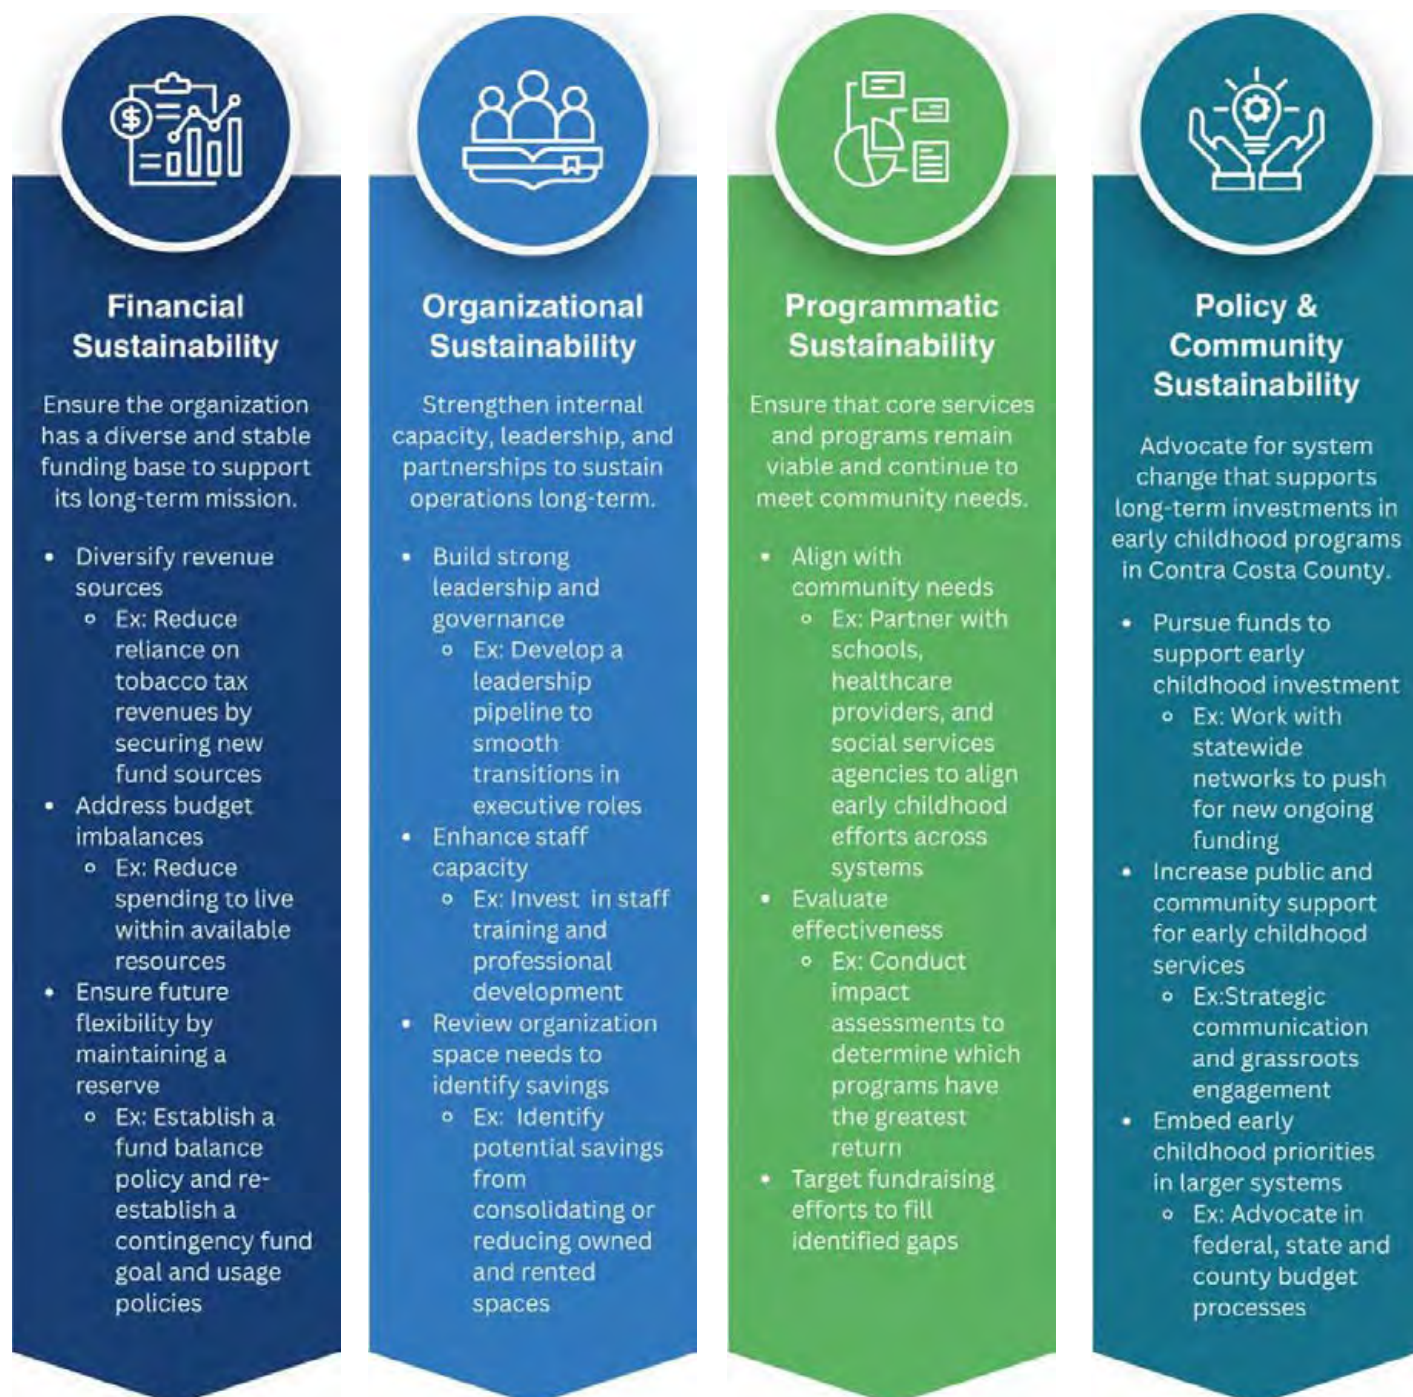 Financial
Sustainability
Ensure the organization
has a diverse and stable
funding base to support
its long-term mission.
• Diversify revenue
sources
◦ Ex: Reduce
reliance on
tobacco tax
revenues by
securing new
fund sources
• Address budget
imbalances
◦ Ex: Reduce
spending to live
within available
resources
• Ensure future
flexibility by
maintaining a
reserve
◦ Ex: Establish a
fund balance
policy and re-
establish a
contingency fund
goal and usage
policies
Organizational
Sustainability
Strengthen internal
capacity, leadership, and
partnerships to sustain
operations long-term.
• Build strong
leadership and
governance
◦ Ex: Develop a
leadership
pipeline to
smooth
transitions in
executive roles
• Enhance staff
capacity
◦ Ex: Invest in staff
training and
professional
development
• Review organization
space needs to
identify savings
◦ Ex: Identify
potential savings
from
consolidating or
reducing owned
and rented
spaces
Programmatic
Sustainability
Ensure that core services
and programs remain
viable and continue to
meet community needs.
• Align with
community needs
◦ Ex: Partner with
schools,
healthcare
providers, and
social services
agencies to align
early childhood
efforts across
systems
• Evaluate
effectiveness
◦ Ex: Conduct
impact
assessments to
determine which
programs have
the greatest
return
• Target fundraising
efforts to fill
identified gaps
Policy &
Community
Sustainability
Advocate for system
change that supports
long-term investments in
early childhood programs
in Contra Costa County.
• Pursue funds to
support early
childhood investment
◦ Ex: Work with
statewide
networks to push
for new ongoing
funding
• Increase public and
community support
for early childhood
services
◦ Ex:Strategic
communication
and grassroots
engagement
• Embed early
childhood priorities
in larger systems
◦ Ex: Advocate in
federal, state and
county budget
processes